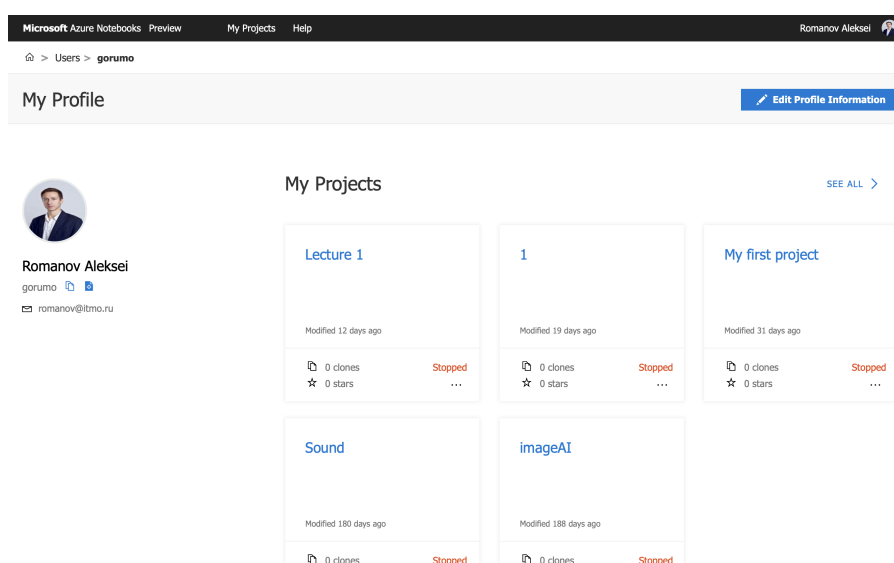 Microsoft Azure Notebooks Preview My Projects Help Romanov Aleksei
> Users > gorumo
My Profile
Edit Profile Information
My Projects
SEE ALL
Romanov Aleksei
gorumo
romanov@itmo.ru
Lecture 1
Modified 12 days ago
0 clones Stopped
0 stars ...
1
Modified 19 days ago
0 clones Stopped
0 stars ...
My first project
Modified 31 days ago
0 clones Stopped
0 stars ...
Sound
Modified 180 days ago
0 clones Stopped
imageAI
Modified 188 days ago
0 clones Stopped